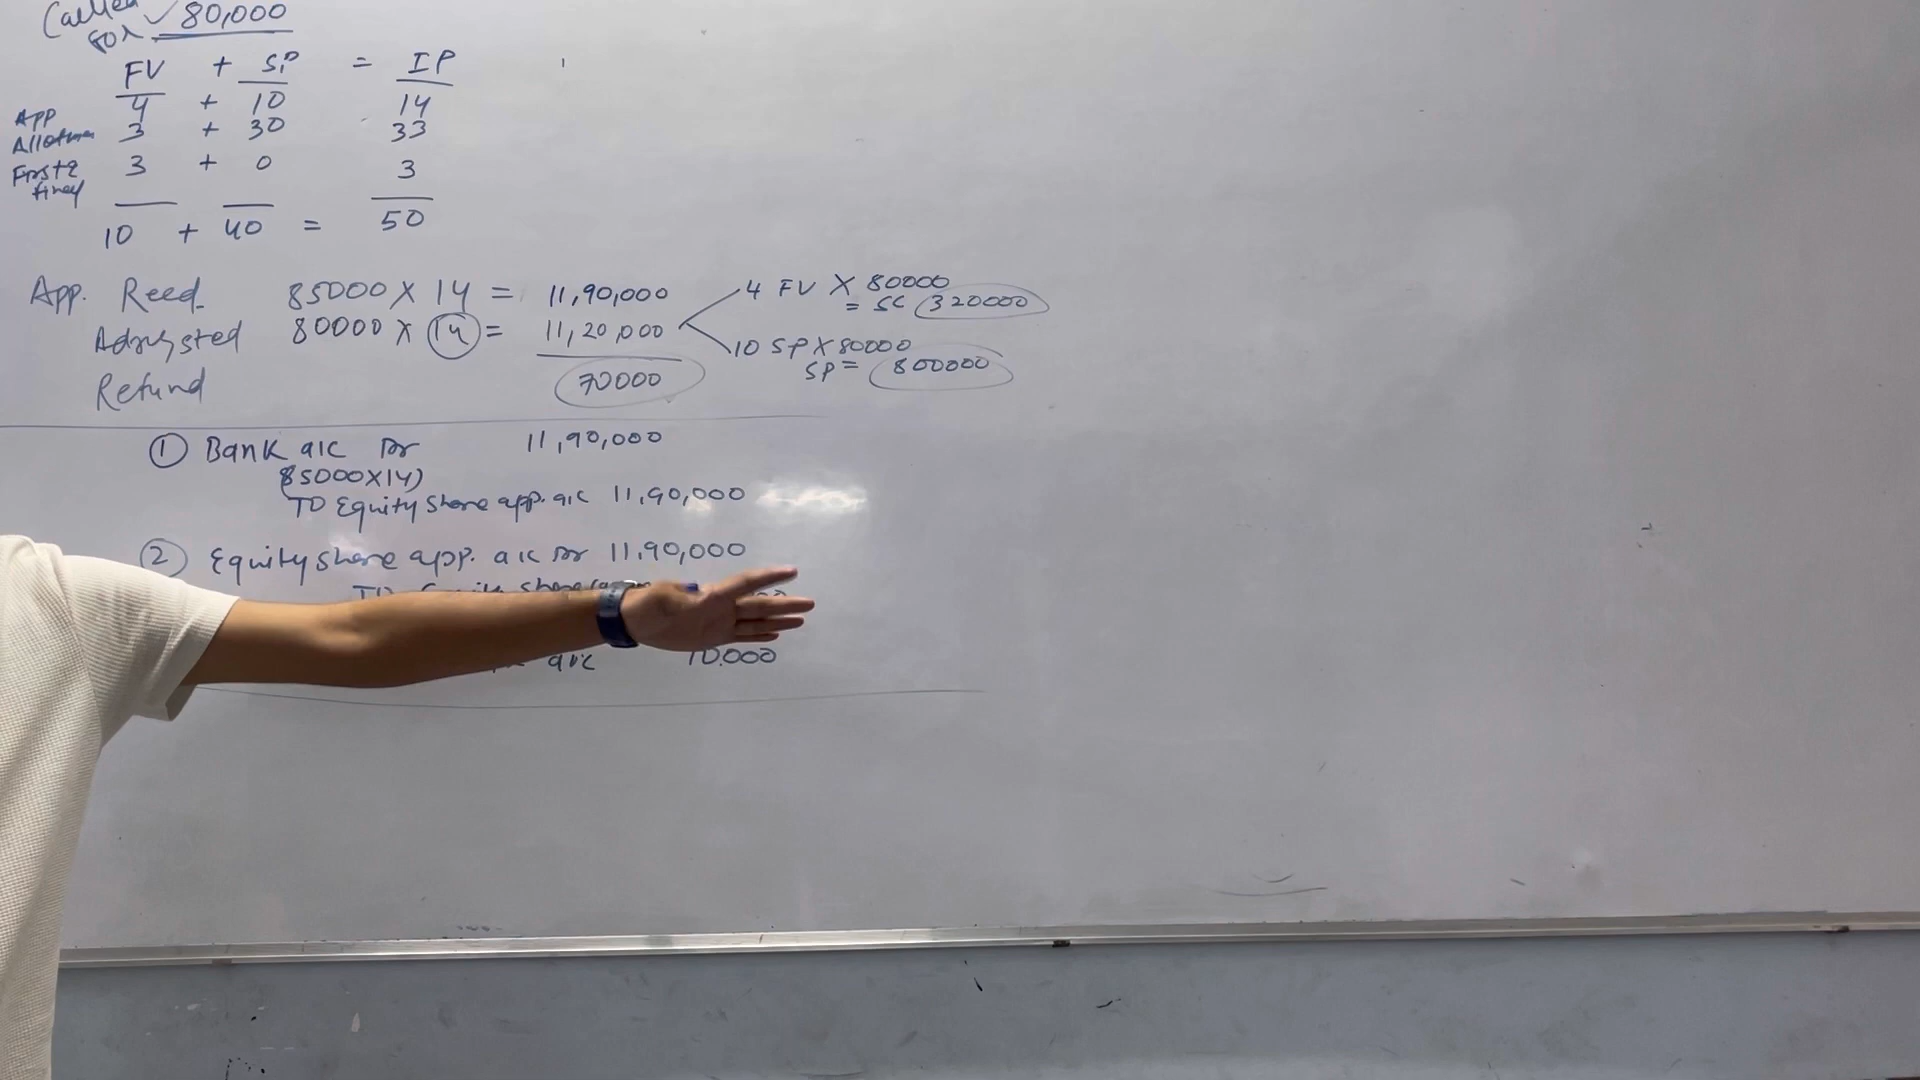 Called 80,000
FV + SP = IP
App 4 + 10 14
Allotmen 3 + 30 33
First & final 3 + 0 3
10 + 40 = 50
App. Recd. 85000 X 14 = 11,90,000
4 FV X 80000
= SC 320000
Adjusted 80000 X 14 = 11,20,000
10 SP X 80000
SP = 800000
Refund 70000
① Bank a/c Dr 11,90,000
85000X14)
TO Equity Share app. a/c 11,90,000
② Equity share app. a/c Dr 11,90,000
TO Equity share
a/c 70,000